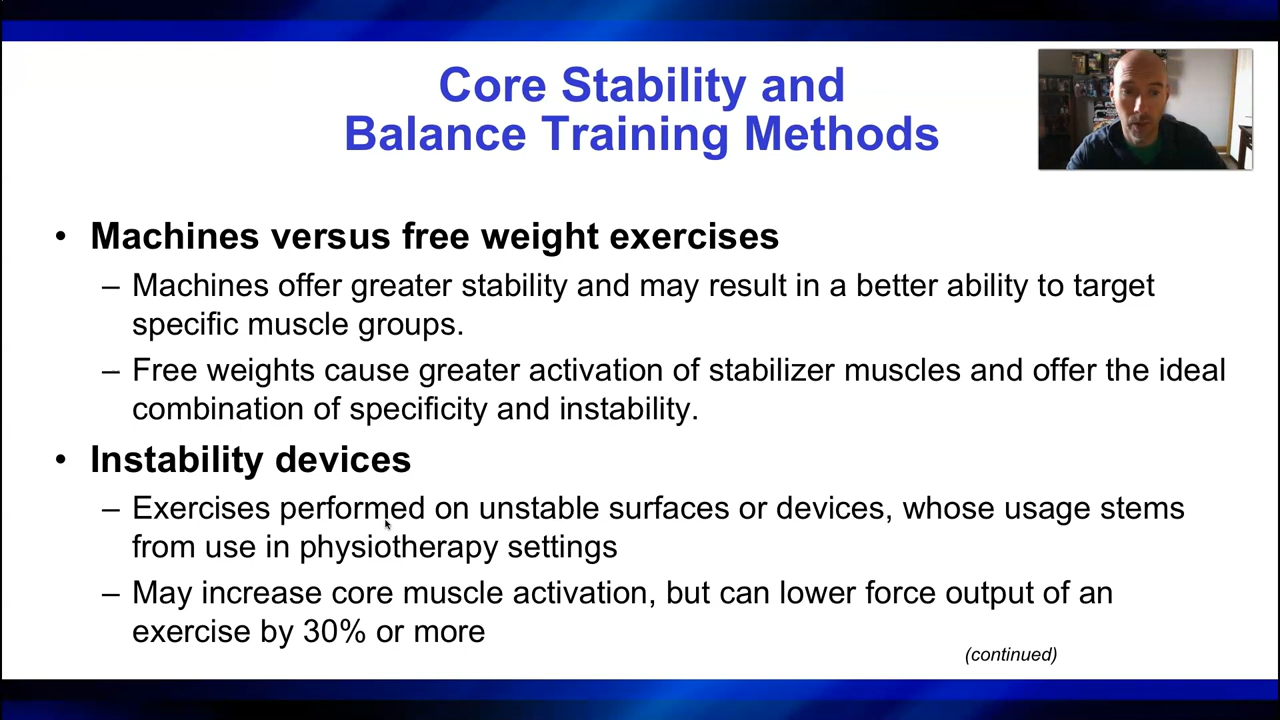 Core Stability and
Balance Training Methods
• Machines versus free weight exercises
– Machines offer greater stability and may result in a better ability to target
specific muscle groups.
– Free weights cause greater activation of stabilizer muscles and offer the ideal
combination of specificity and instability.
• Instability devices
– Exercises performed on unstable surfaces or devices, whose usage stems
from use in physiotherapy settings
– May increase core muscle activation, but can lower force output of an
exercise by 30% or more
(continued)